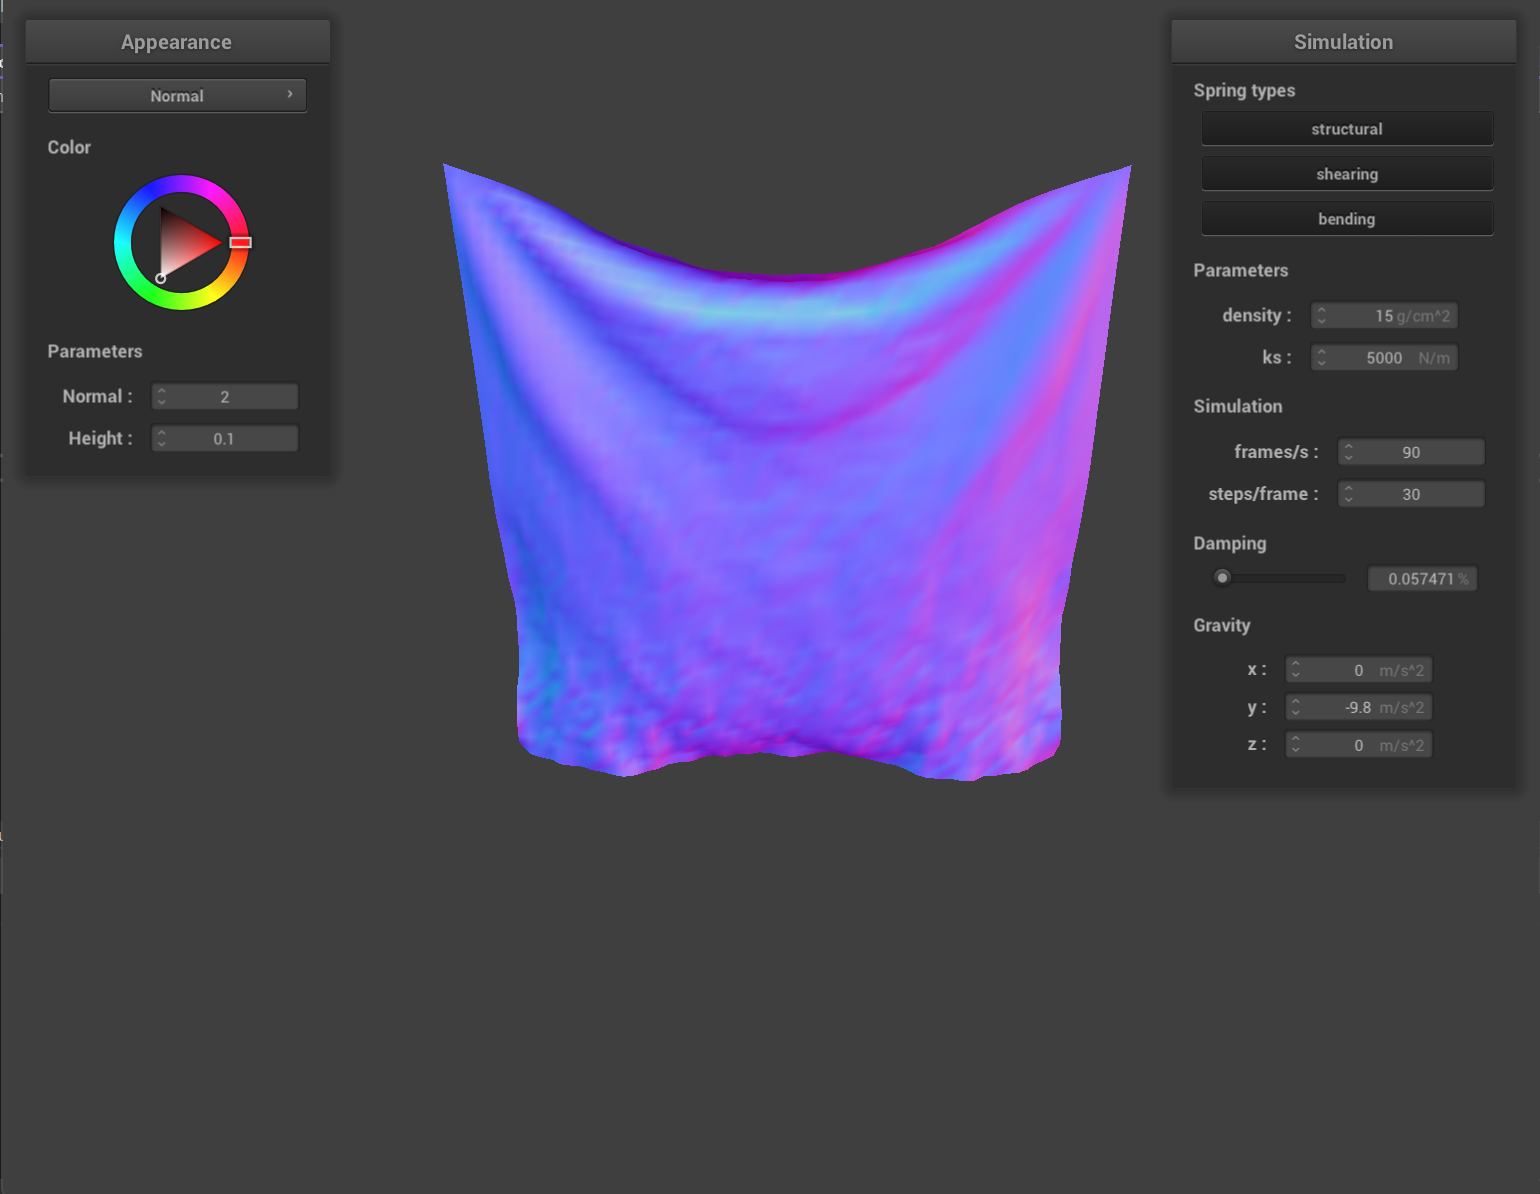 Appearance
Normal
Color
Parameters
Normal :
2
Height :
0.1
Simulation
Spring types
structural
shearing
bending
Parameters
density :
15 g/cm^2
ks :
5000 N/m
Simulation
frames/s :
90
steps/frame :
30
Damping
0.057471 %
Gravity
x :
0 m/s^2
y :
-9.8 m/s^2
z :
0 m/s^2